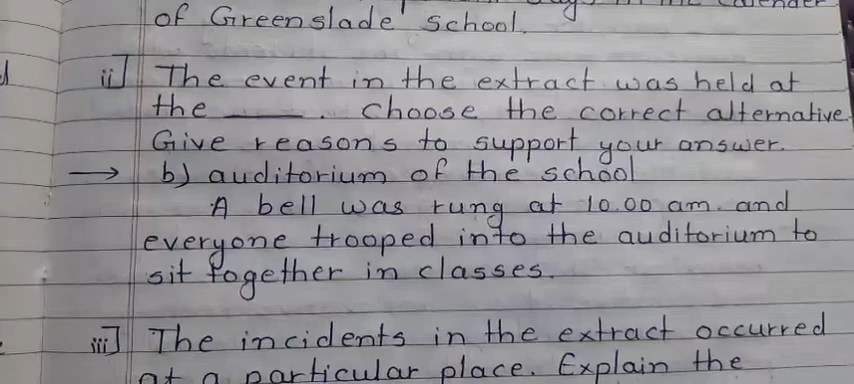 of Greenslade' school.
ii] The event in the extract was held at
the ____. Choose the correct alternative.
Give reasons to support your answer.
→ b) auditorium of the school
A bell was rung at 10.00 am. and
everyone trooped into the auditorium to
sit together in classes.
iii] The incidents in the extract occurred
at a particular place. Explain the